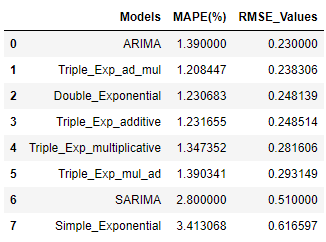 Models MAPE(%) RMSE_Values
0 ARIMA 1.390000 0.230000
1 Triple_Exp_ad_mul 1.208447 0.238306
2 Double_Exponential 1.230683 0.248139
3 Triple_Exp_additive 1.231655 0.248514
4 Triple_Exp_multiplicative 1.347352 0.281606
5 Triple_Exp_mul_ad 1.390341 0.293149
6 SARIMA 2.800000 0.510000
7 Simple_Exponential 3.413068 0.616597